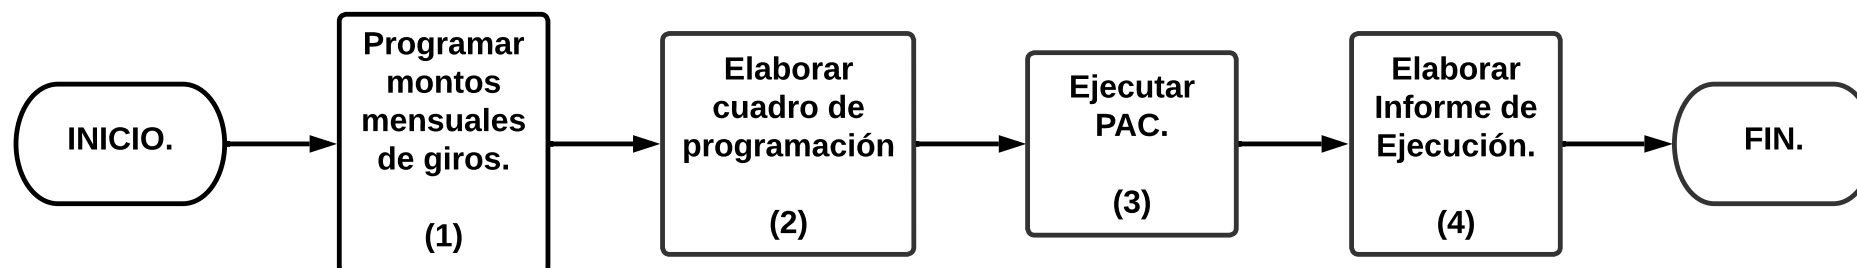 INICIO.
Programar
montos
mensuales
de giros.
(1)
Elaborar
cuadro de
programación
(2)
Ejecutar
PAC.
(3)
Elaborar
Informe de
Ejecución.
(4)
FIN.